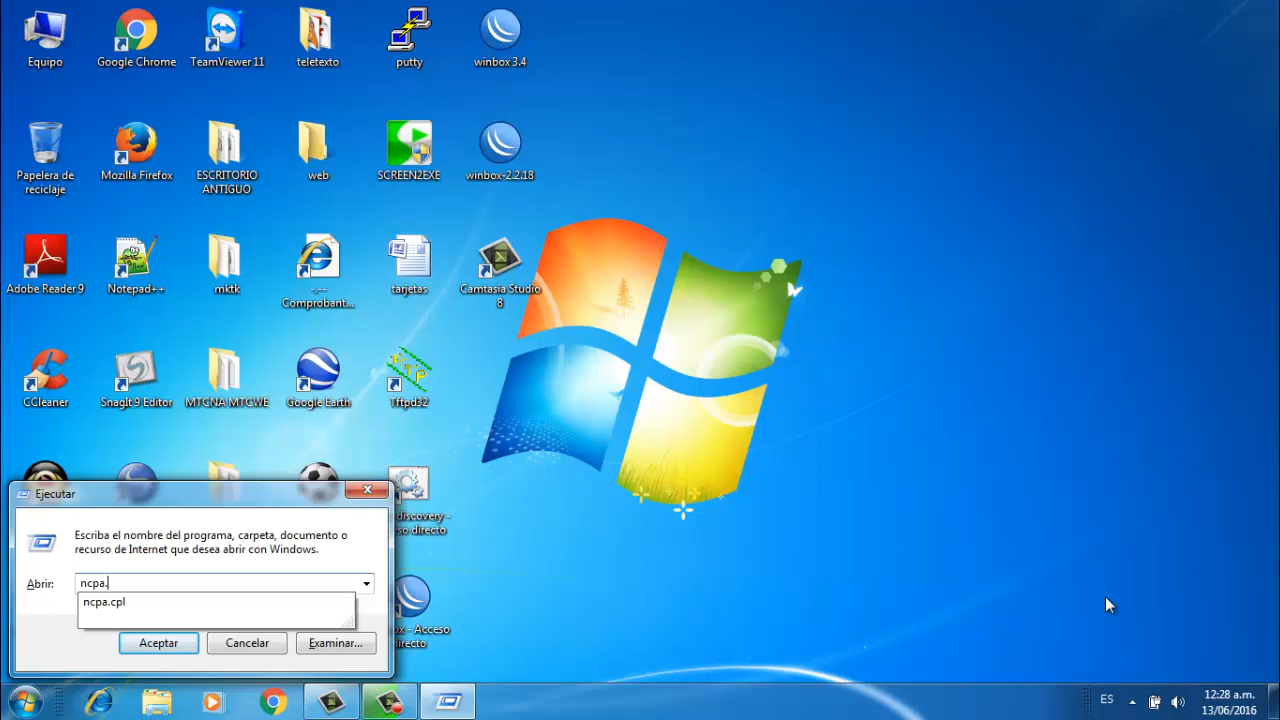 Equipo
Google Chrome
TeamViewer 11
teletexto
putty
winbox 3.4
Papelera de
reciclaje
Mozilla Firefox
ESCRITORIO
ANTIGUO
web
SCREEN2EXE
winbox-2.2.18
Adobe Reader 9
Notepad++
mktk
-.--
Comprobant...
tarjetas
Camtasia Studio
8
CCleaner
SnagIt 9 Editor
MTCNA MTCWE
Google Earth
Tftpd32
discovery -
so directo
ox - Acceso
directo
Ejecutar
Escriba el nombre del programa, carpeta, documento o
recurso de Internet que desea abrir con Windows.
Abrir:
ncpa.
ncpa.cpl
Aceptar
Cancelar
Examinar...
ES
12:28 a.m.
13/06/2016